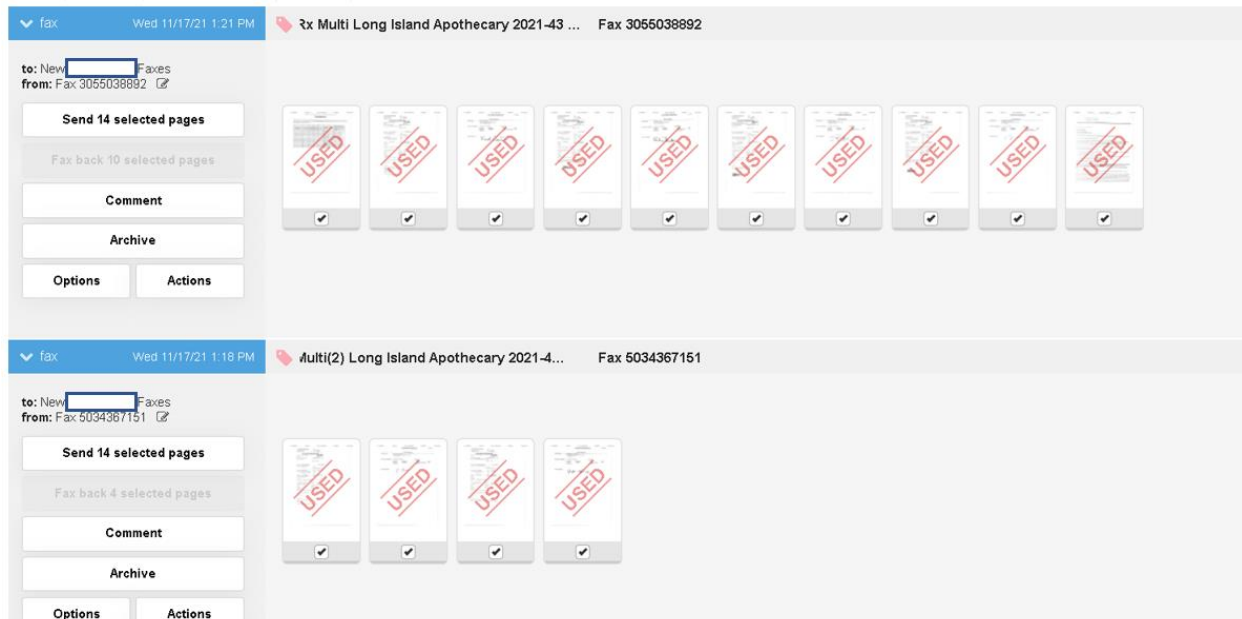 fax Wed 11/17/21 1:21 PM Rx Multi Long Island Apothecary 2021-43 ... Fax 3055038892
to: New Faxes
from: Fax 3055038892
Send 14 selected pages
Fax back 10 selected pages
Comment
Archive
Options Actions
USED USED USED USED USED USED USED USED USED USED
fax Wed 11/17/21 1:18 PM Multi(2) Long Island Apothecary 2021-4... Fax 5034367151
to: New Faxes
from: Fax 5034367151
Send 14 selected pages
Fax back 4 selected pages
Comment
Archive
Options Actions
USED USED USED USED